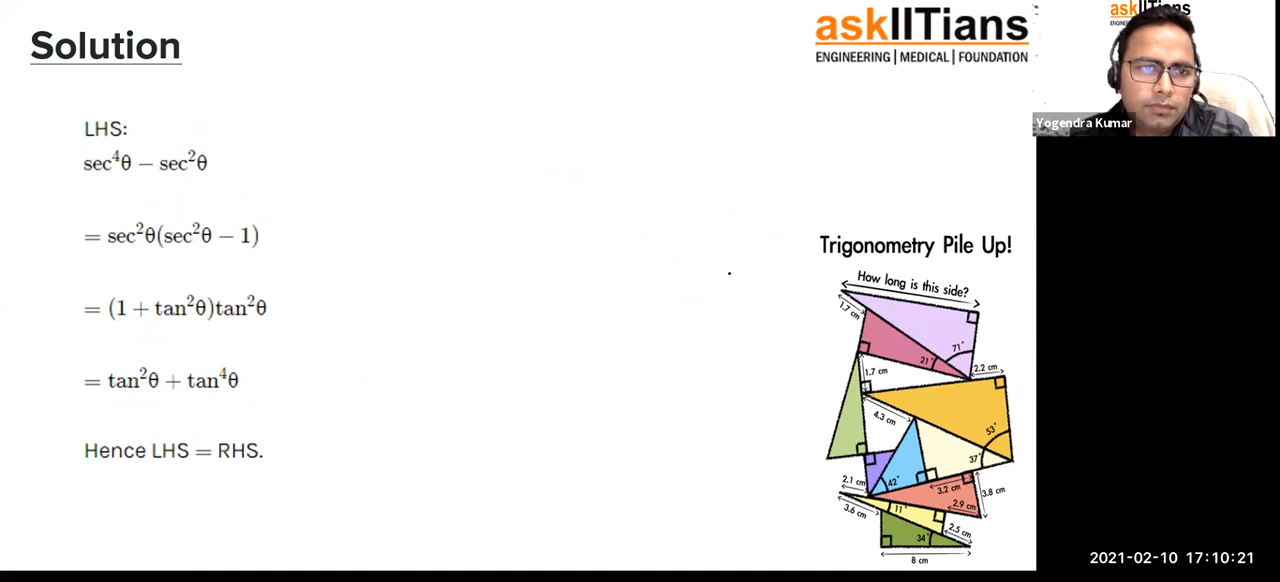 Solution
askIITians
ENGINEERING | MEDICAL | FOUNDATION
Yogendra Kumar
LHS:
sec⁴θ − sec²θ
= sec²θ(sec²θ − 1)
= (1 + tan²θ)tan²θ
= tan²θ + tan⁴θ
Hence LHS = RHS.
Trigonometry Pile Up!
How long is this side?
1.7 cm
71°
21°
1.7 cm
2.2 cm
4.3 cm
53°
37°
2.1 cm
42°
3.2 cm
3.8 cm
2.9 cm
3.6 cm
11°
2.5 cm
34°
8 cm
2021-02-10 17:10:21